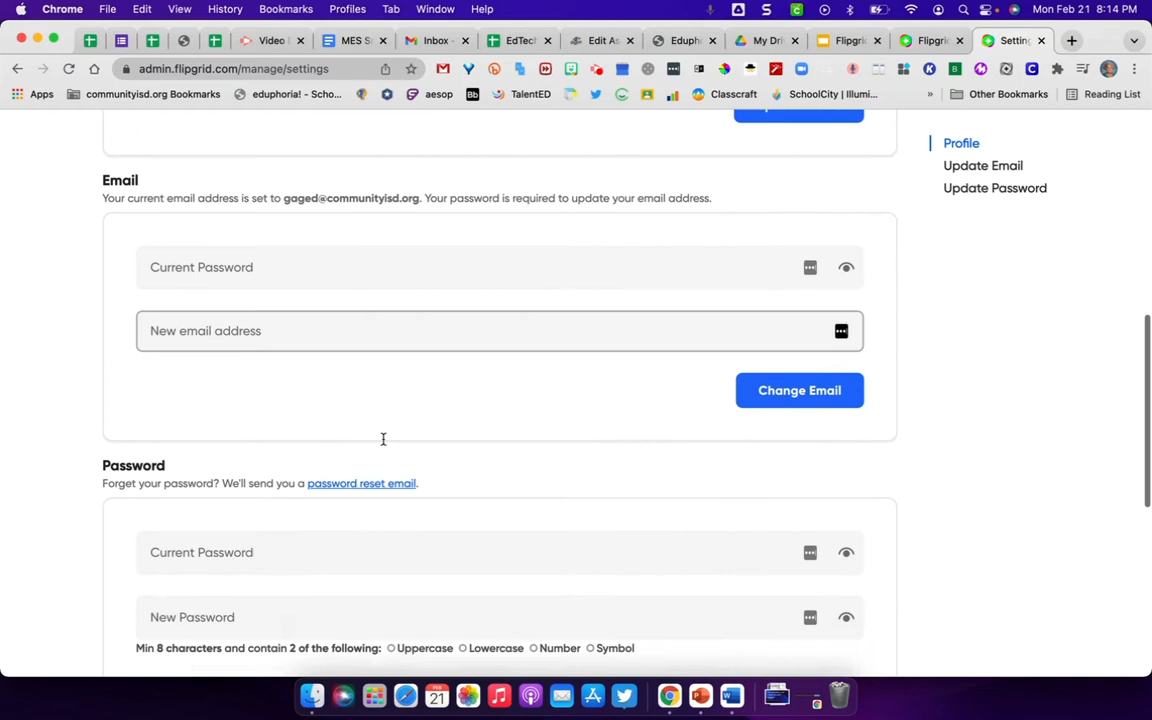 Chrome File Edit View History Bookmarks Profiles Tab Window Help Mon Feb 21 8:14 PM
Video MES S Inbox - EdTech Edit As Eduph My Dri Flipgri Flipgri Settin
admin.flipgrid.com/manage/settings
Apps communityisd.org Bookmarks eduphoria! - Scho... aesop Bb TalentED Classcraft SchoolCity | Illumi... » Other Bookmarks Reading List
Profile
Update Email
Update Password
Email
Your current email address is set to gaged@communityisd.org. Your password is required to update your email address.
Current Password
New email address
Change Email
Password
Forget your password? We'll send you a password reset email.
Current Password
New Password
Min 8 characters and contain 2 of the following: Uppercase Lowercase Number Symbol
FEB
21